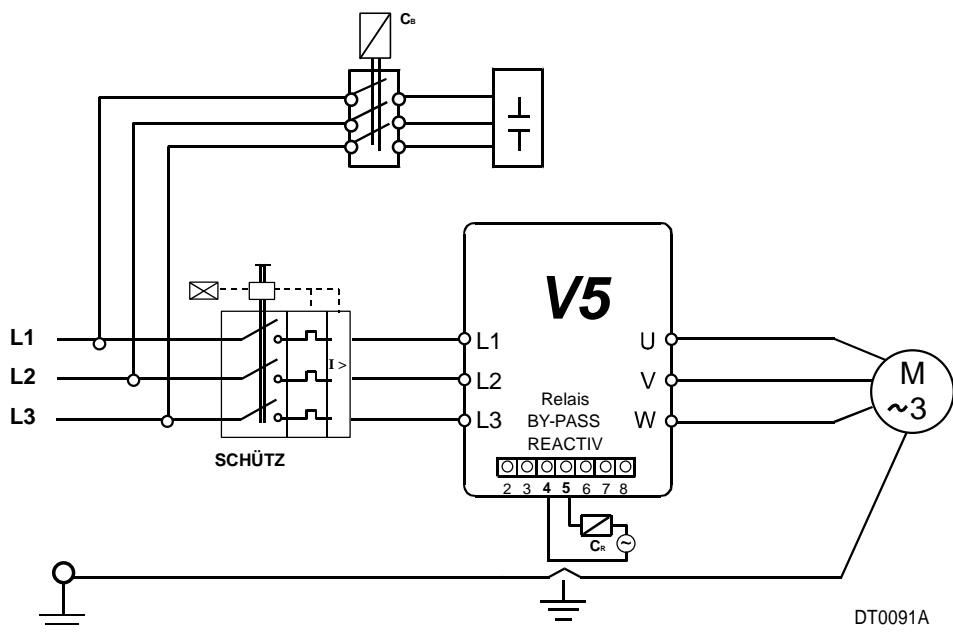 CB
V5
L1
L1
U
I >
L2
L2
V
M
~3
Relais
L3
L3
W
BY-PASS
REACTIV
SCHÜTZ
2 3 4 5 6 7 8
CR
~
DT0091A